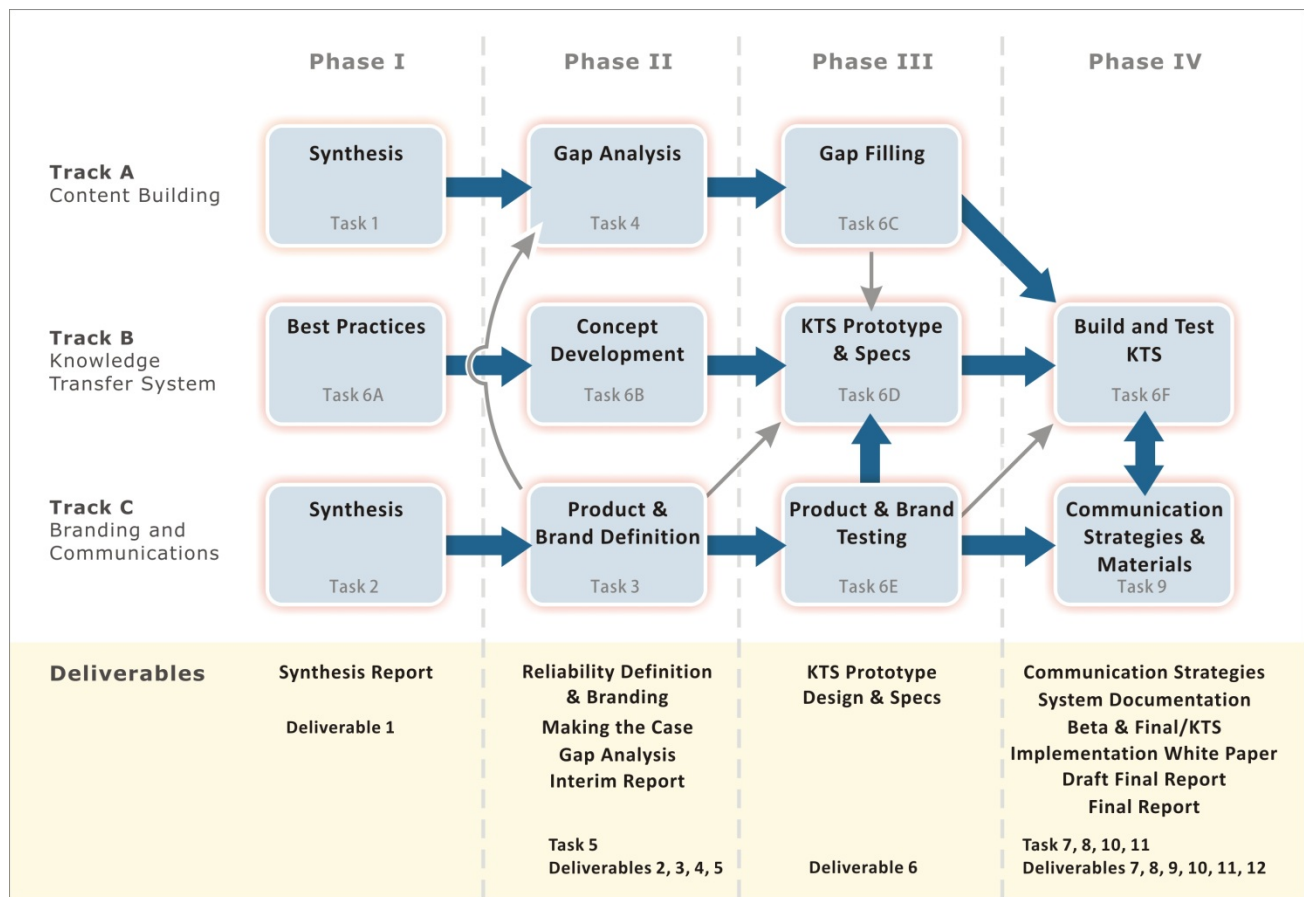 Phase I
Phase II
Phase III
Phase IV
Track A
Content Building
Synthesis
Task 1
Gap Analysis
Task 4
Gap Filling
Task 6C
Track B
Knowledge
Transfer System
Best Practices
Task 6A
Concept
Development
Task 6B
KTS Prototype
& Specs
Task 6D
Build and Test
KTS
Task 6F
Track C
Branding and
Communications
Synthesis
Task 2
Product &
Brand Definition
Task 3
Product & Brand
Testing
Task 6E
Communication
Strategies &
Materials
Task 9
Deliverables
Synthesis Report
Deliverable 1
Reliability Definition
& Branding
Making the Case
Gap Analysis
Interim Report
Task 5
Deliverables 2, 3, 4, 5
KTS Prototype
Design & Specs
Deliverable 6
Communication Strategies
System Documentation
Beta & Final/KTS
Implementation White Paper
Draft Final Report
Final Report
Task 7, 8, 10, 11
Deliverables 7, 8, 9, 10, 11, 12